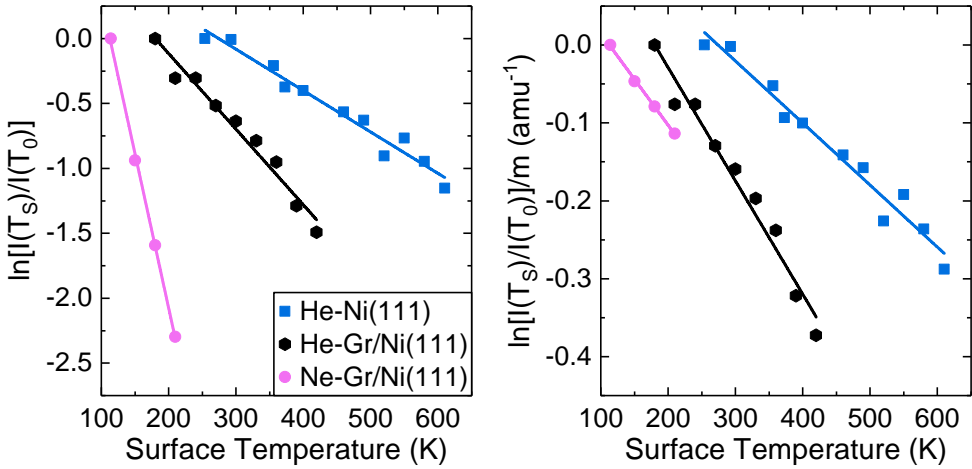 ln[I(T_S)/I(T_0)]
0.0
-0.5
-1.0
-1.5
-2.0
-2.5
He-Ni(111)
He-Gr/Ni(111)
Ne-Gr/Ni(111)
100 200 300 400 500 600
Surface Temperature (K)
ln[I(T_S)/I(T_0)]/m (amu^-1)
0.0
-0.1
-0.2
-0.3
-0.4
100 200 300 400 500 600
Surface Temperature (K)